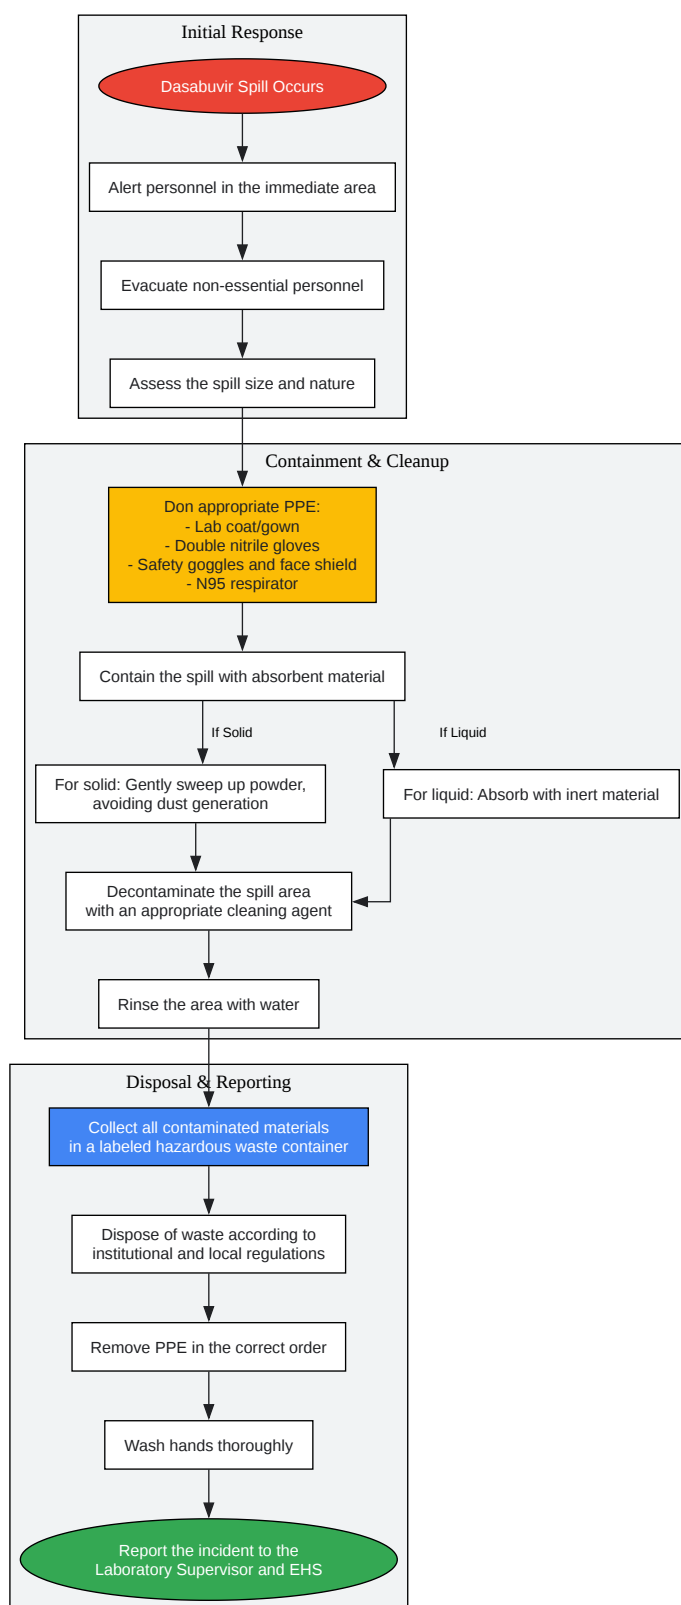 Initial Response
Dasabuvir Spill Occurs
Alert personnel in the immediate area
Evacuate non-essential personnel
Assess the spill size and nature
Containment & Cleanup
Don appropriate PPE:
- Lab coat/gown
- Double nitrile gloves
- Safety goggles and face shield
- N95 respirator
Contain the spill with absorbent material
If Solid
If Liquid
For solid: Gently sweep up powder,
avoiding dust generation
For liquid: Absorb with inert material
Decontaminate the spill area
with an appropriate cleaning agent
Rinse the area with water
Disposal & Reporting
Collect all contaminated materials
in a labeled hazardous waste container
Dispose of waste according to
institutional and local regulations
Remove PPE in the correct order
Wash hands thoroughly
Report the incident to the
Laboratory Supervisor and EHS